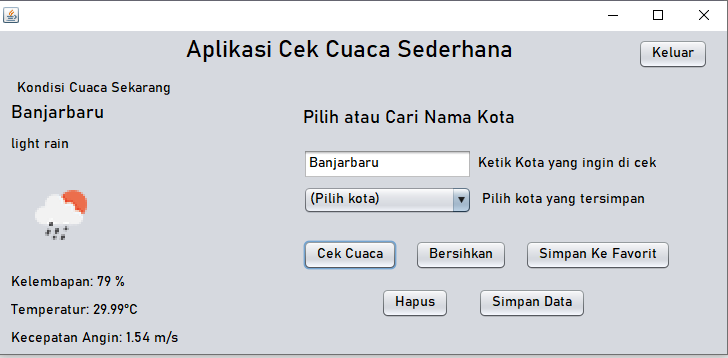 Aplikasi Cek Cuaca Sederhana
Keluar
Kondisi Cuaca Sekarang
Banjarbaru
light rain
Kelembapan: 79 %
Temperatur: 29.99°C
Kecepatan Angin: 1.54 m/s
Pilih atau Cari Nama Kota
Banjarbaru Ketik Kota yang ingin di cek
(Pilih kota) Pilih kota yang tersimpan
Cek Cuaca Bersihkan Simpan Ke Favorit
Hapus Simpan Data